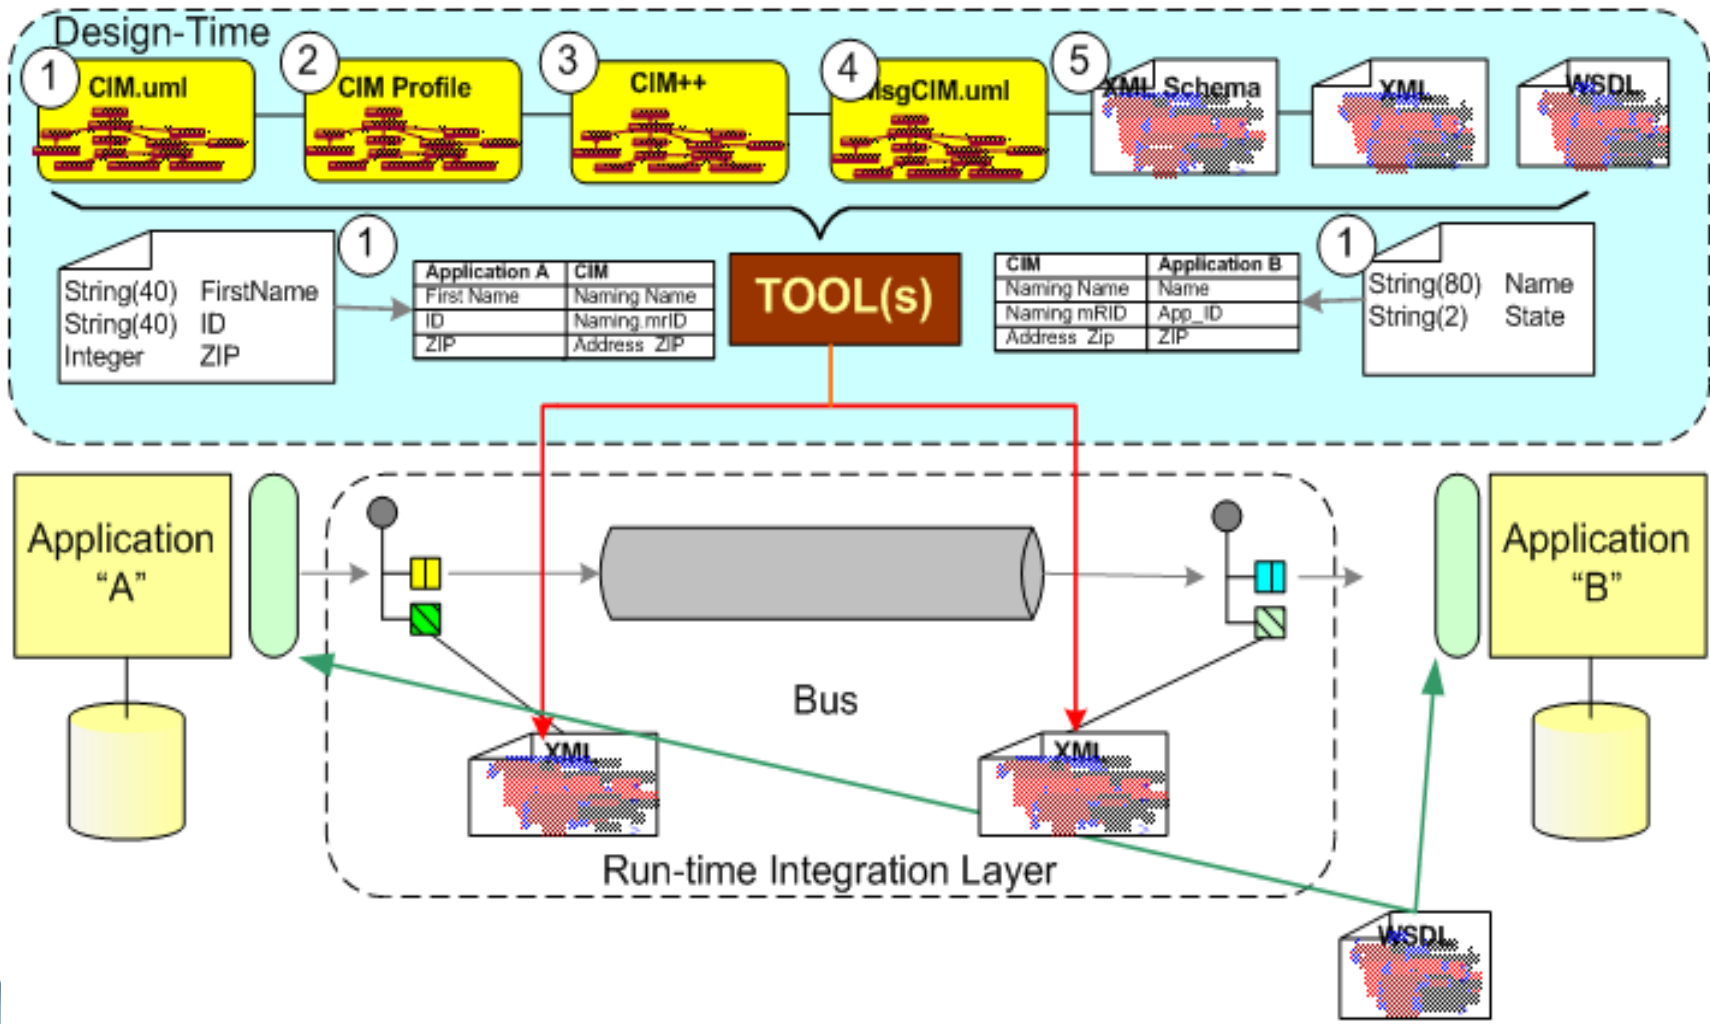 Design-Time
1 2 3 4 5
CIM.uml
CIM Profile
CIM++
MsgCIM.uml
XML Schema
XML
WSDL
1
String(40) FirstName
String(40) ID
Integer ZIP
Application A CIM
First Name Naming Name
ID Naming.mrID
ZIP Address ZIP
TOOL(s)
CIM Application B
Naming Name Name
Naming mRID App_ID
Address Zip ZIP
1
String(80) Name
String(2) State
Application
“A”
Application
“B”
Bus
XML
XML
Run-time Integration Layer
WSDL